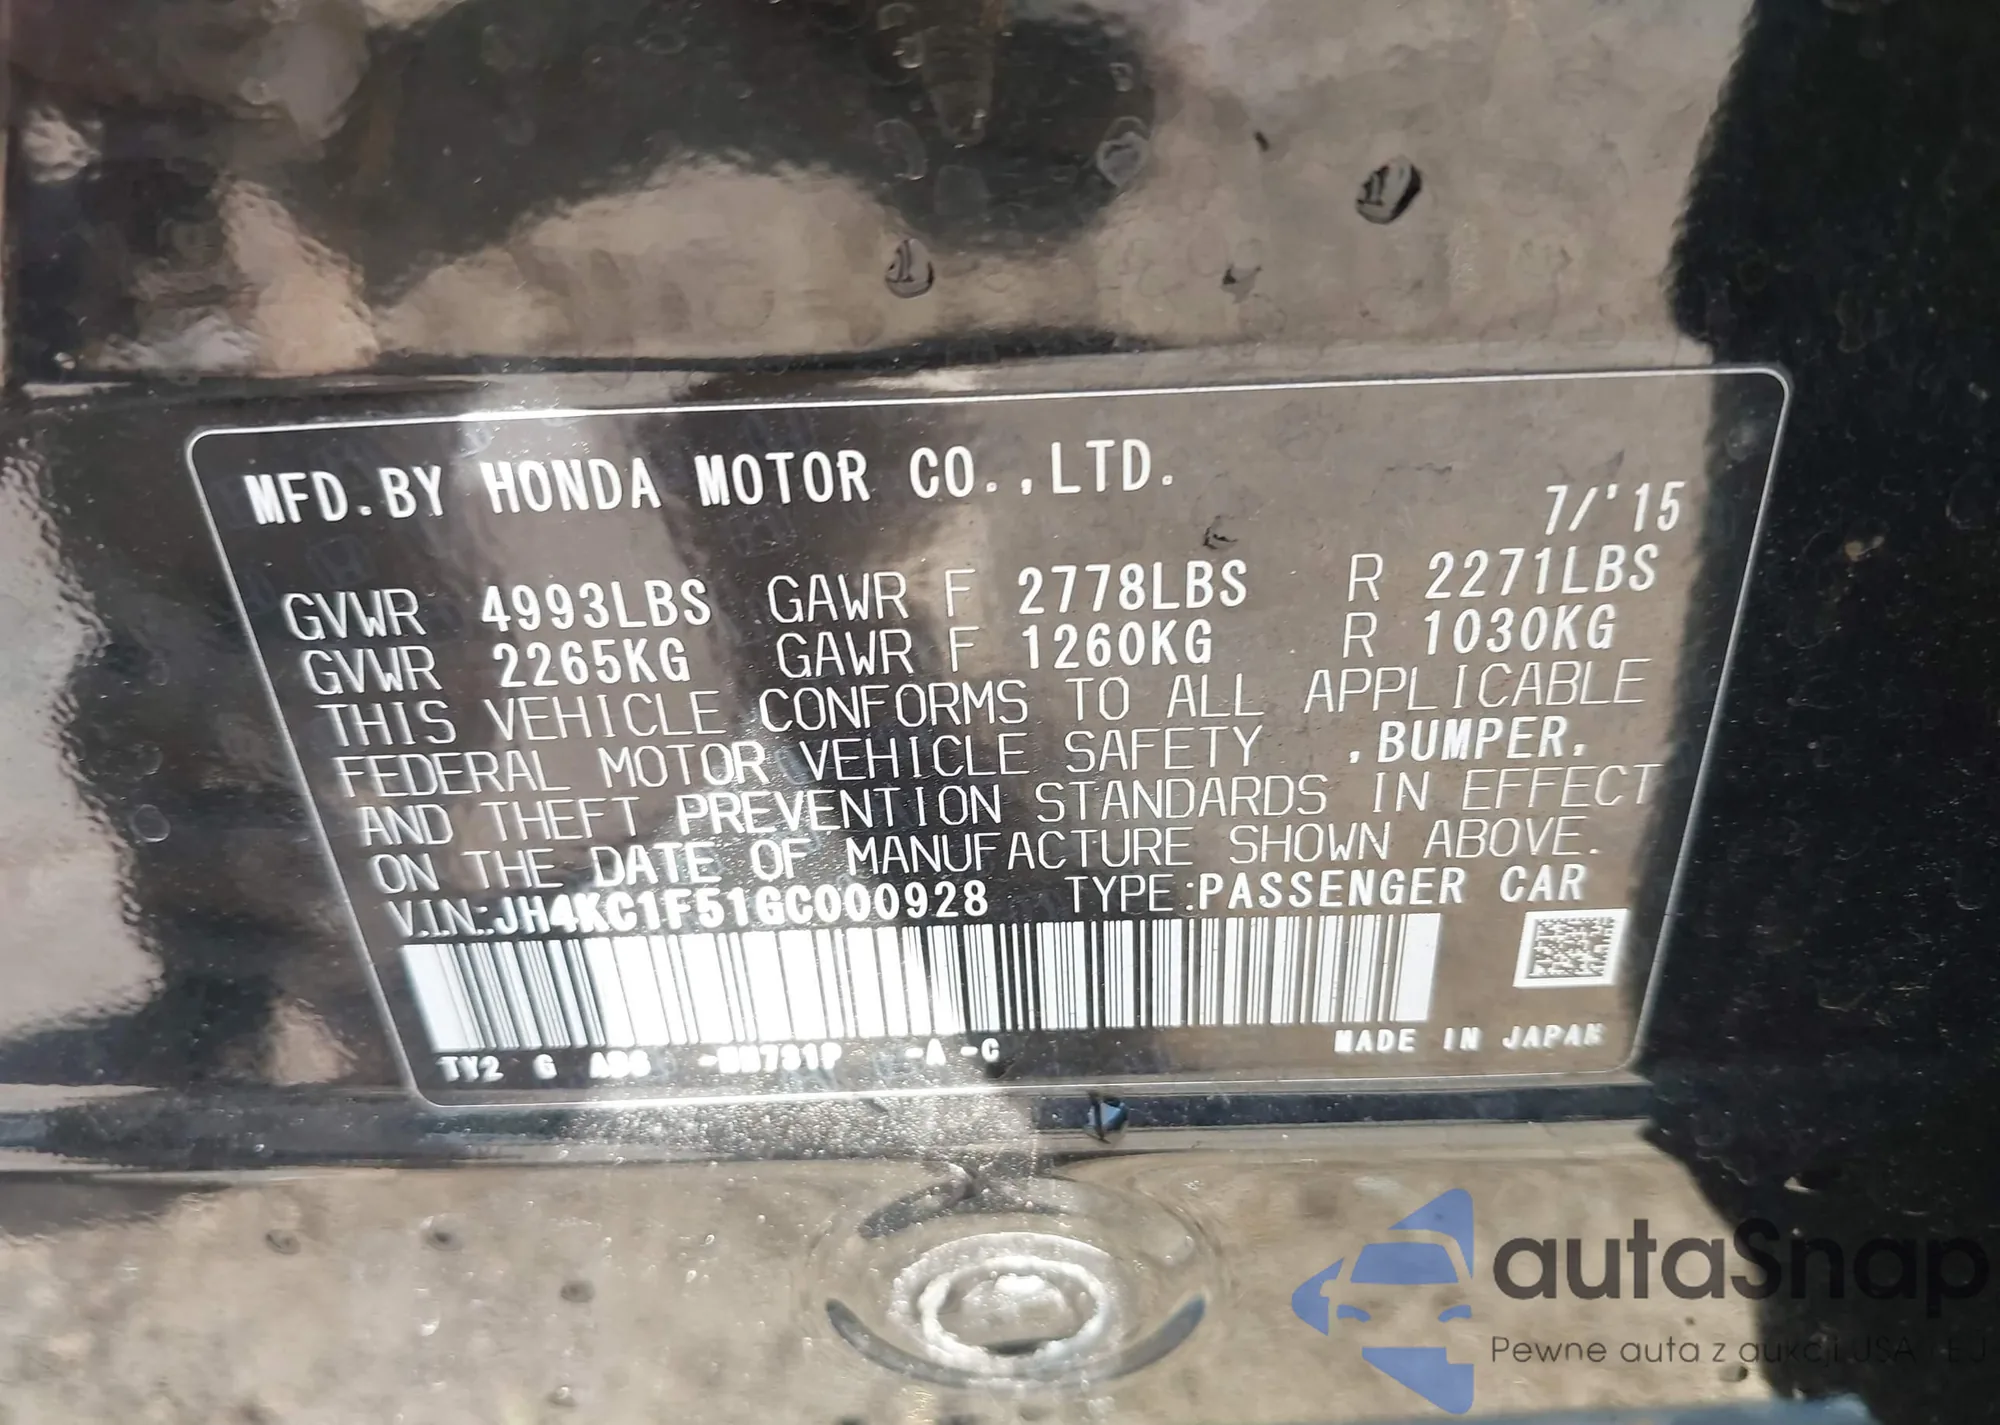 MFD.BY HONDA MOTOR CO.,LTD.
7/'15
GVWR 4993LBS GAWR F 2778LBS R 2271LBS
GVWR 2265KG GAWR F 1260KG R 1030KG
THIS VEHICLE CONFORMS TO ALL APPLICABLE
FEDERAL MOTOR VEHICLE SAFETY ,BUMPER,
AND THEFT PREVENTION STANDARDS IN EFFECT
ON THE DATE OF MANUFACTURE SHOWN ABOVE.
V.I.N.:JH4KC1F51GC000928 TYPE:PASSENGER CAR
TY2 G -A -C
MADE IN JAPAN
autaSnap
Pewne auta z aukcji USA i EJ